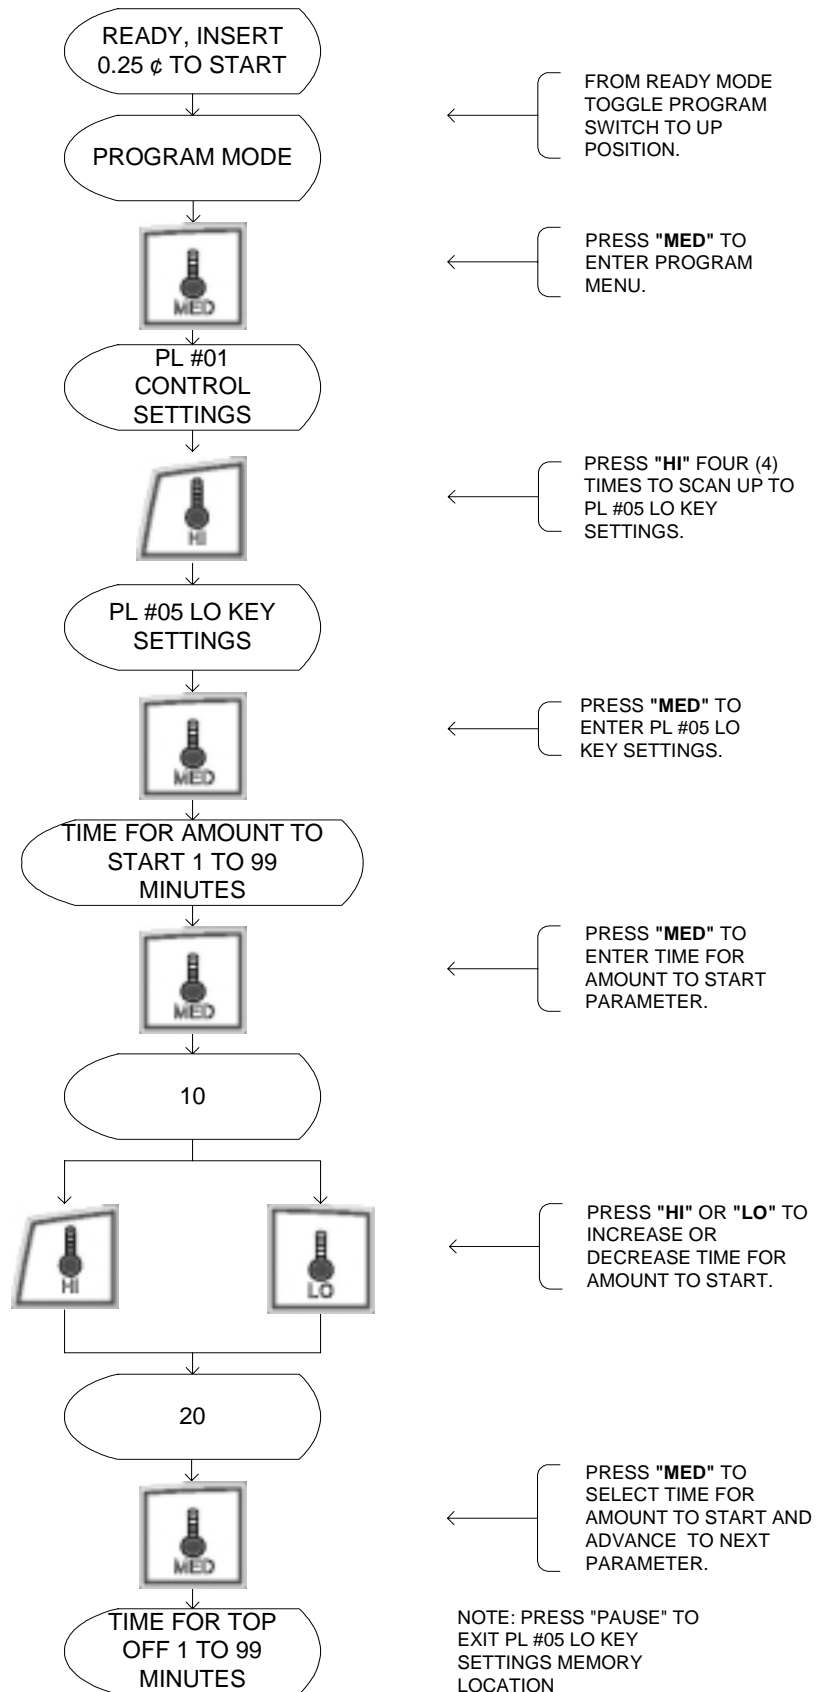 READY, INSERT
0.25 ¢ TO START
FROM READY MODE
TOGGLE PROGRAM
SWITCH TO UP
POSITION.
PROGRAM MODE
MED
PRESS "MED" TO
ENTER PROGRAM
MENU.
PL #01
CONTROL
SETTINGS
HI
PRESS "HI" FOUR (4)
TIMES TO SCAN UP TO
PL #05 LO KEY
SETTINGS.
PL #05 LO KEY
SETTINGS
MED
PRESS "MED" TO
ENTER PL #05 LO
KEY SETTINGS.
TIME FOR AMOUNT TO
START 1 TO 99
MINUTES
MED
PRESS "MED" TO
ENTER TIME FOR
AMOUNT TO START
PARAMETER.
10
HI
LO
PRESS "HI" OR "LO" TO
INCREASE OR
DECREASE TIME FOR
AMOUNT TO START.
20
MED
PRESS "MED" TO
SELECT TIME FOR
AMOUNT TO START AND
ADVANCE TO NEXT
PARAMETER.
TIME FOR TOP
OFF 1 TO 99
MINUTES
NOTE: PRESS "PAUSE" TO
EXIT PL #05 LO KEY
SETTINGS MEMORY
LOCATION